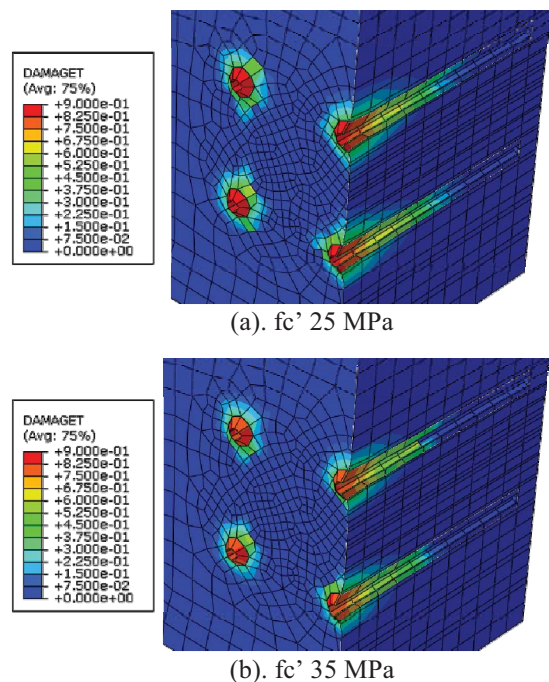 DAMAGET
(Avg: 75%)
+9.000e-01
+8.250e-01
+7.500e-01
+6.750e-01
+6.000e-01
+5.250e-01
+4.500e-01
+3.750e-01
+3.000e-01
+2.250e-01
+1.500e-01
+7.500e-02
+0.000e+00
(a). fc’ 25 MPa
DAMAGET
(Avg: 75%)
+9.000e-01
+8.250e-01
+7.500e-01
+6.750e-01
+6.000e-01
+5.250e-01
+4.500e-01
+3.750e-01
+3.000e-01
+2.250e-01
+1.500e-01
+7.500e-02
+0.000e+00
(b). fc’ 35 MPa